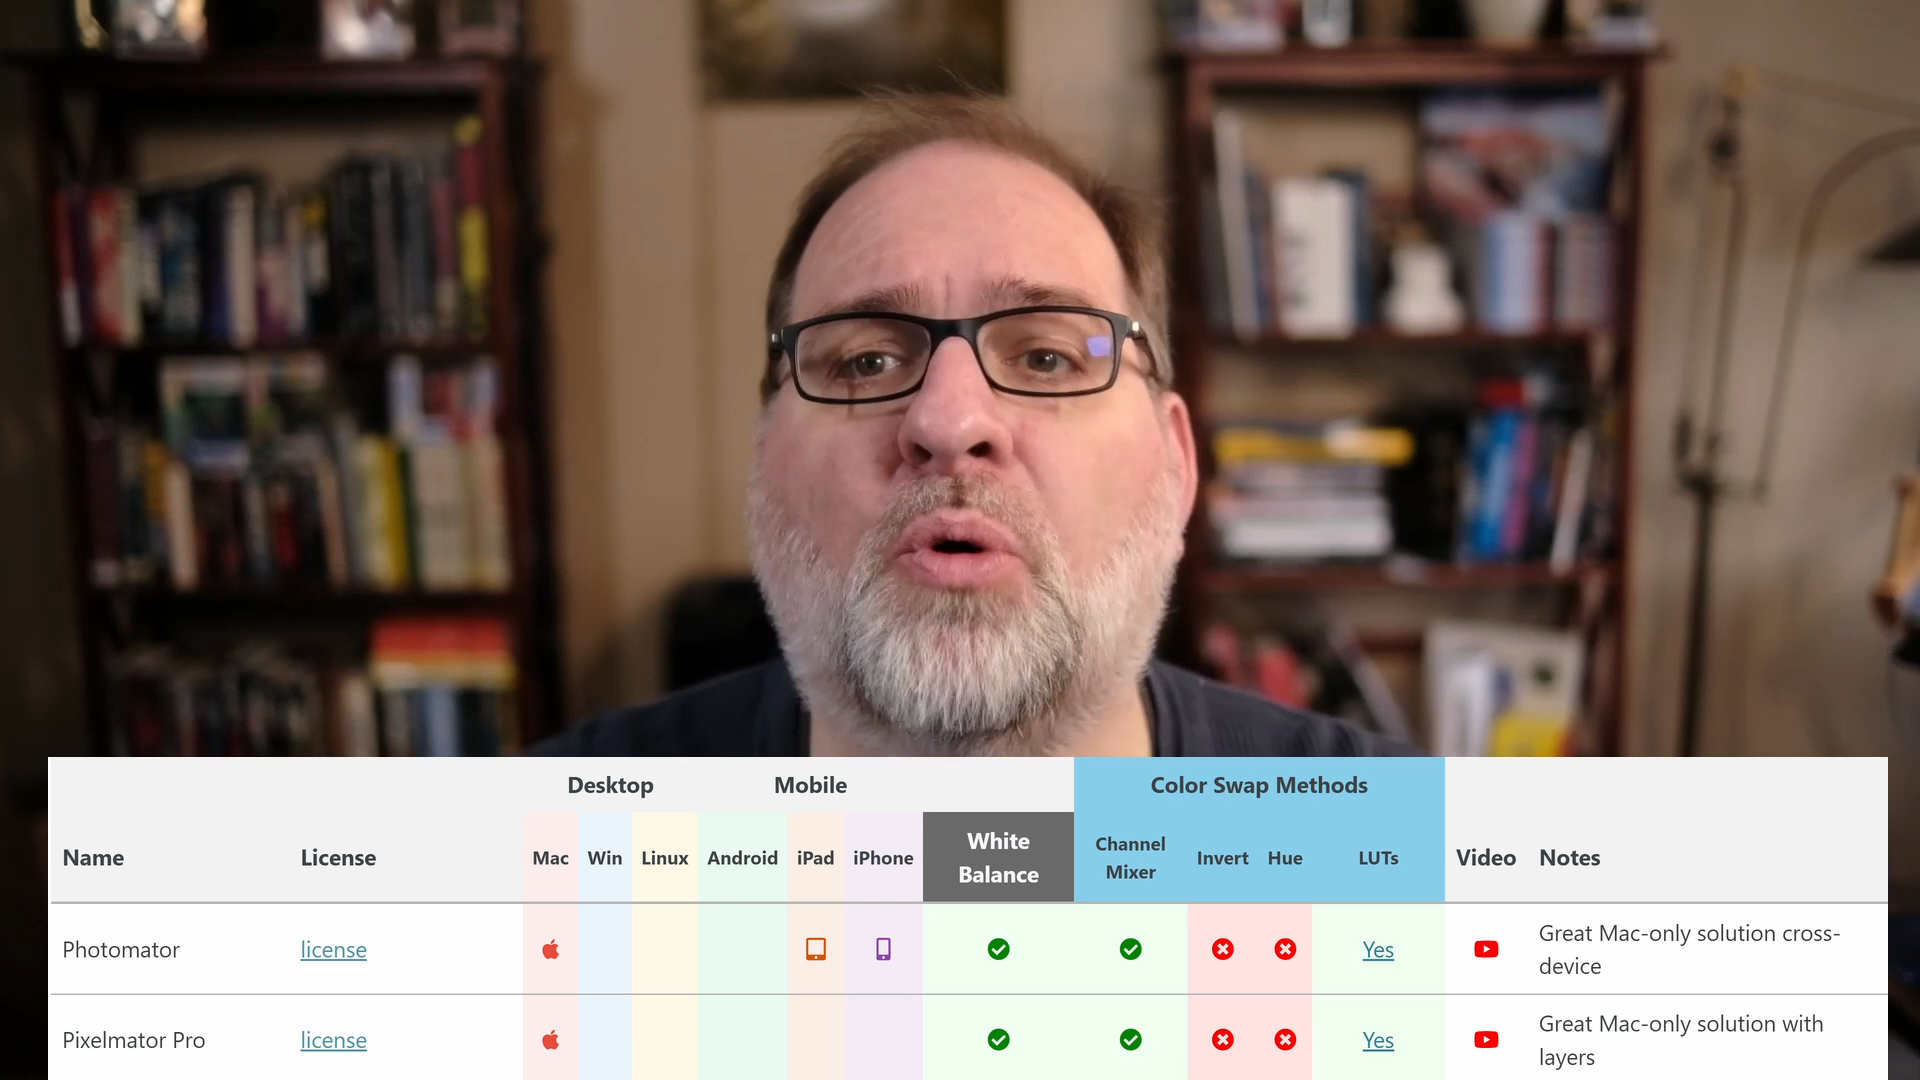 Desktop Mobile Color Swap Methods
Name License Mac Win Linux Android iPad iPhone White Balance Channel Mixer Invert Hue LUTs Video Notes
Photomator license Yes Great Mac-only solution cross-
device
Pixelmator Pro license Yes Great Mac-only solution with
layers